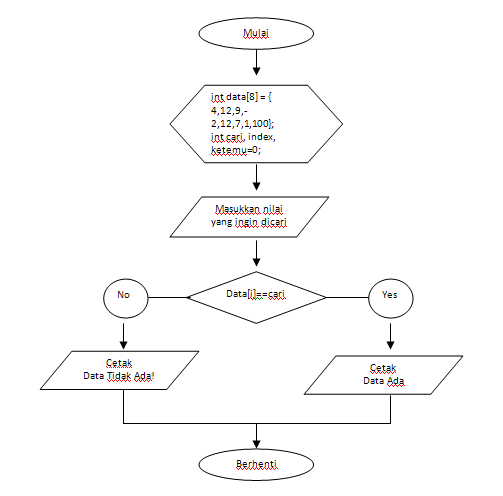 Mulai
int data[8] = {
4,12,9,-
2,12,7,1,100};
int cari, index,
ketemu=0;
Masukkan nilai
yang ingin dicari
Data[i]==cari
No
Yes
Cetak
Data Tidak Ada!
Cetak
Data Ada
Berhenti